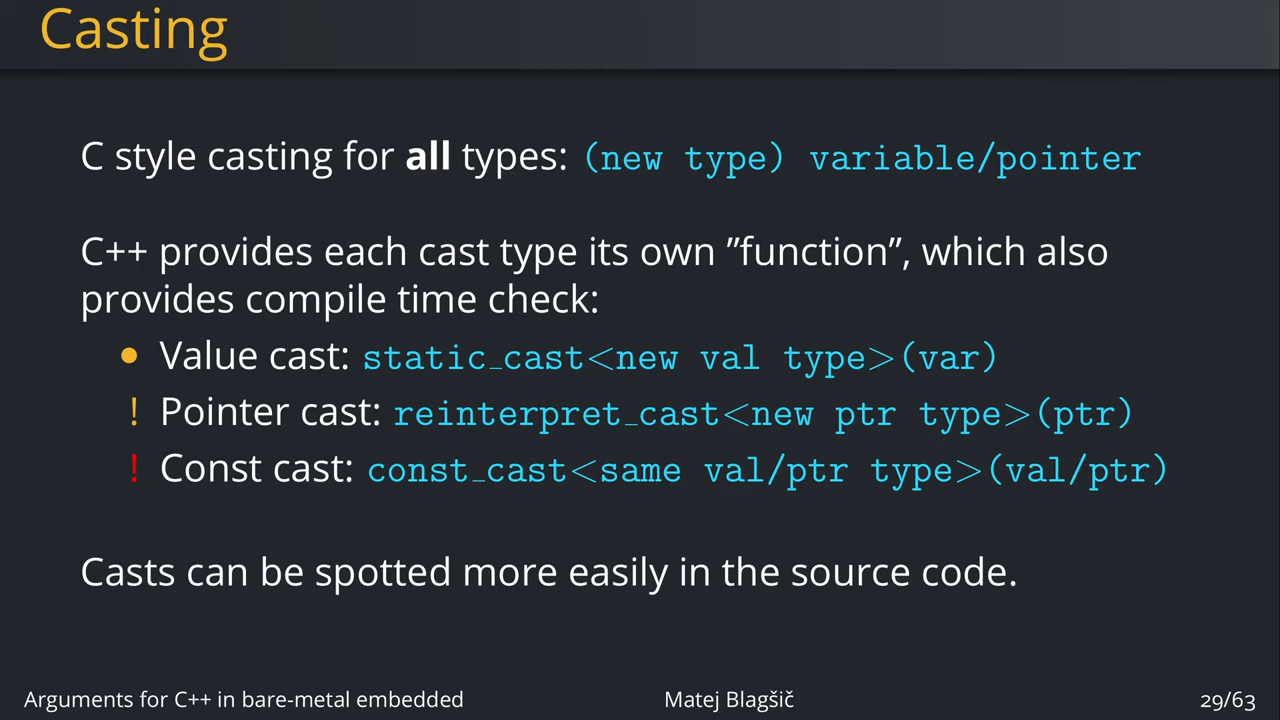 Casting
C style casting for all types: (new type) variable/pointer
C++ provides each cast type its own ”function”, which also
provides compile time check:
• Value cast: static_cast<new val type>(var)
! Pointer cast: reinterpret_cast<new ptr type>(ptr)
! Const cast: const_cast<same val/ptr type>(val/ptr)
Casts can be spotted more easily in the source code.
Arguments for C++ in bare-metal embedded Matej Blagšič 29/63